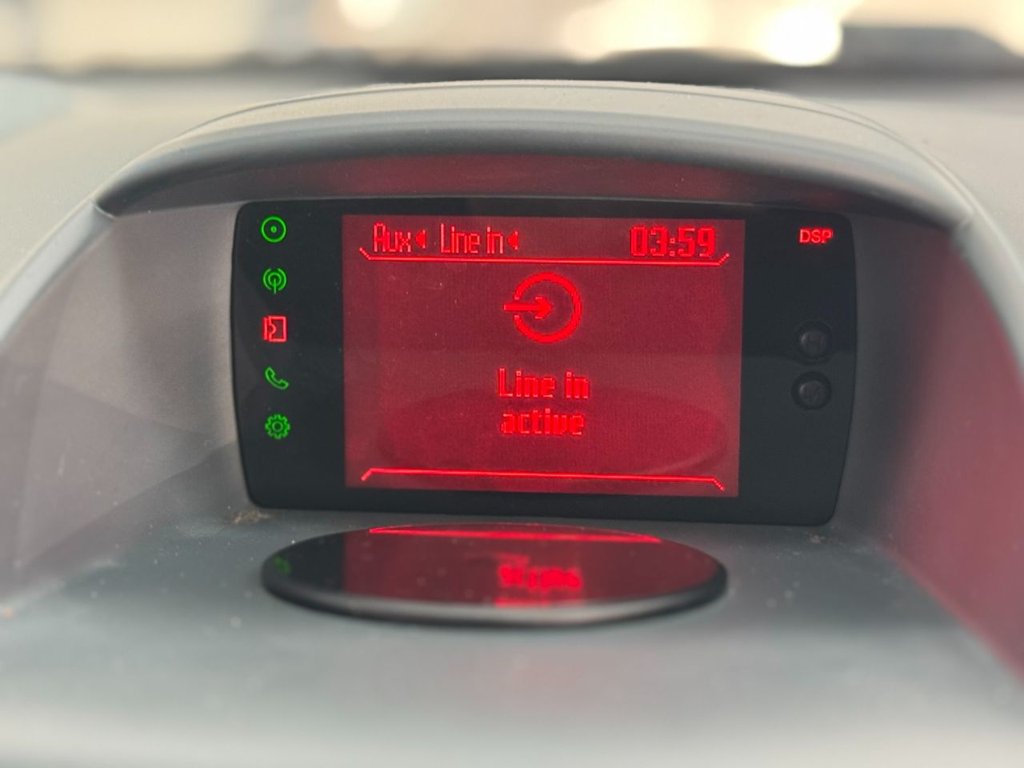 Aux Line in 03:59
DSP
Line in
active